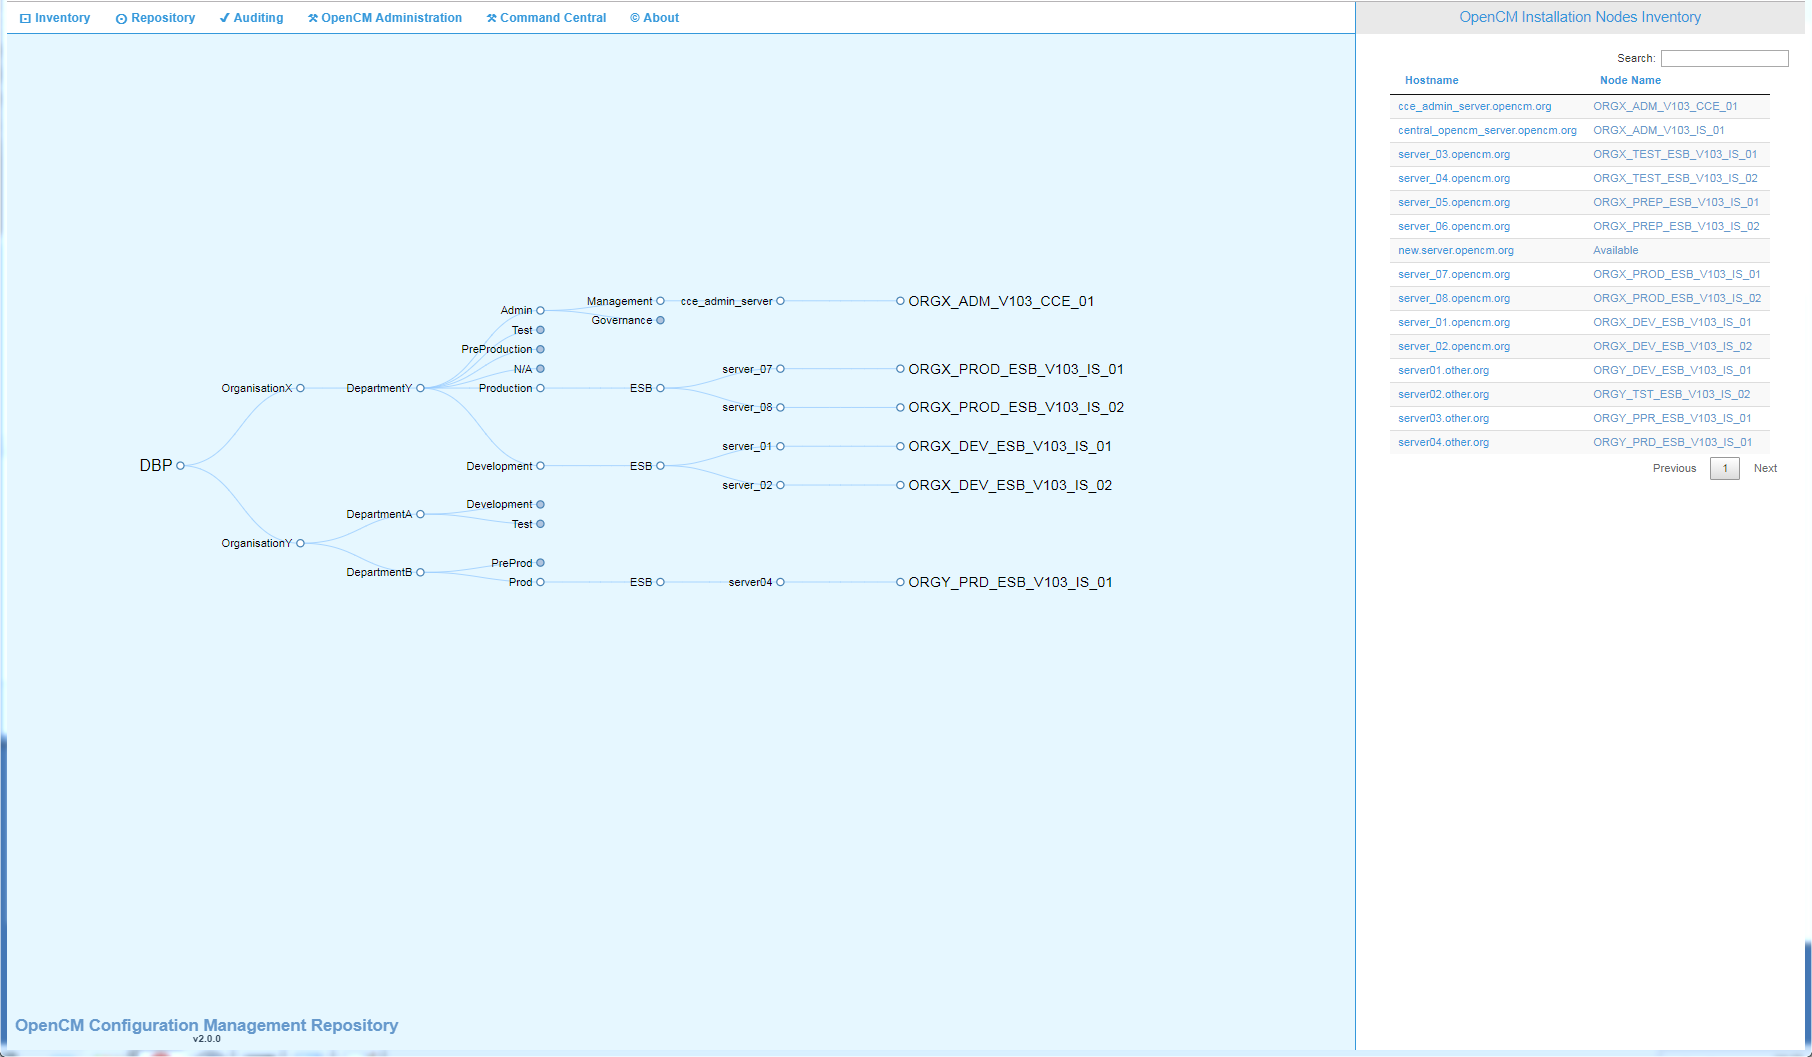 Inventory Repository Auditing OpenCM Administration Command Central © About
OpenCM Installation Nodes Inventory
Search:
Hostname Node Name
cce_admin_server.opencm.org ORGX_ADM_V103_CCE_01
central_opencm_server.opencm.org ORGX_ADM_V103_IS_01
server_03.opencm.org ORGX_TEST_ESB_V103_IS_01
server_04.opencm.org ORGX_TEST_ESB_V103_IS_02
server_05.opencm.org ORGX_PREP_ESB_V103_IS_01
server_06.opencm.org ORGX_PREP_ESB_V103_IS_02
new.server.opencm.org Available
server_07.opencm.org ORGX_PROD_ESB_V103_IS_01
server_08.opencm.org ORGX_PROD_ESB_V103_IS_02
server_01.opencm.org ORGX_DEV_ESB_V103_IS_01
server_02.opencm.org ORGX_DEV_ESB_V103_IS_02
server01.other.org ORGY_DEV_ESB_V103_IS_01
server02.other.org ORGY_TST_ESB_V103_IS_02
server03.other.org ORGY_PPR_ESB_V103_IS_01
server04.other.org ORGY_PRD_ESB_V103_IS_01
Previous 1 Next
Management cce_admin_server ORGX_ADM_V103_CCE_01
Admin
Governance
Test
PreProduction
N/A server_07 ORGX_PROD_ESB_V103_IS_01
OrganisationX DepartmentY Production ESB
server_08 ORGX_PROD_ESB_V103_IS_02
server_01 ORGX_DEV_ESB_V103_IS_01
DBP Development ESB
server_02 ORGX_DEV_ESB_V103_IS_02
Development
DepartmentA
Test
OrganisationY
PreProd
DepartmentB
Prod ESB server04 ORGY_PRD_ESB_V103_IS_01
OpenCM Configuration Management Repository
v2.0.0